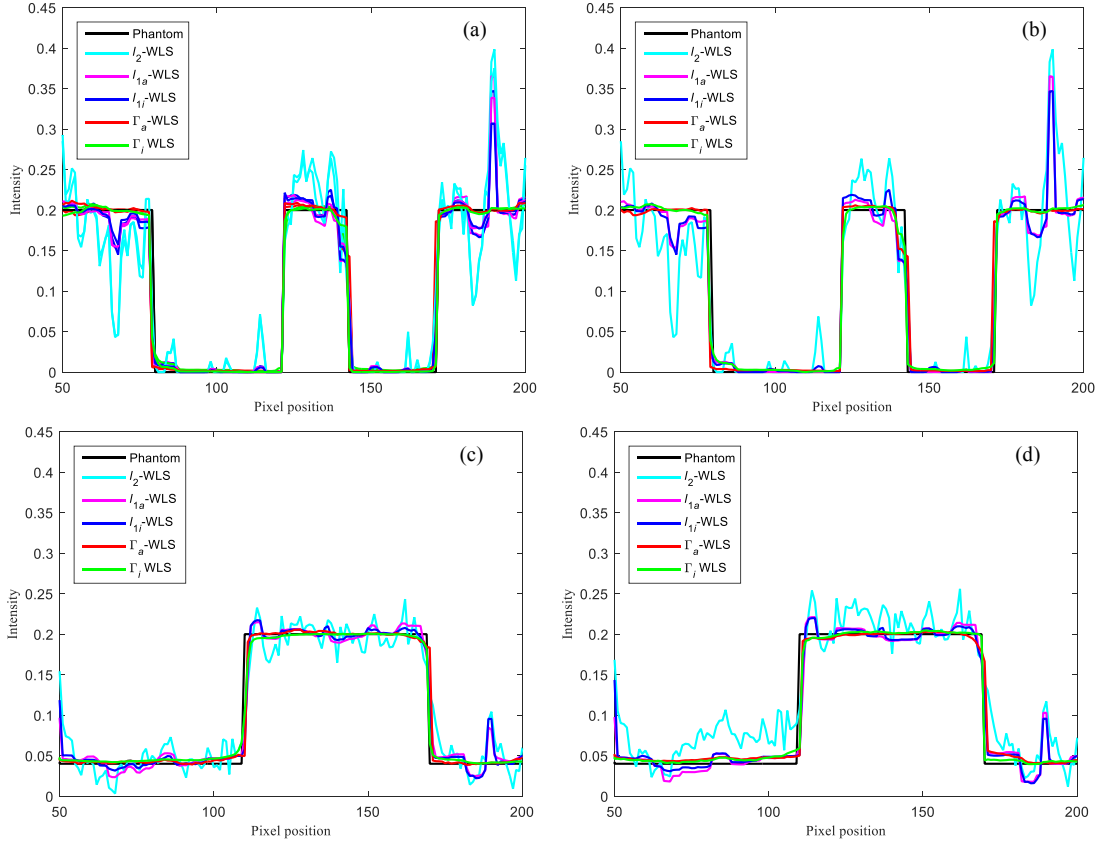 (a)
0.45
0.4
0.35
0.3
0.25
0.2
0.15
0.1
0.05
0
Intensity
Phantom
l2-WLS
l1a-WLS
l1i-WLS
Γa-WLS
Γi WLS
50
100
150
200
Pixel position
(b)
0.45
0.4
0.35
0.3
0.25
0.2
0.15
0.1
0.05
0
Intensity
Phantom
l2-WLS
l1a-WLS
l1i-WLS
Γa-WLS
Γi WLS
50
100
150
200
Pixel position
(c)
0.45
0.4
0.35
0.3
0.25
0.2
0.15
0.1
0.05
0
Intensity
Phantom
l2-WLS
l1a-WLS
l1i-WLS
Γa-WLS
Γi WLS
50
100
150
200
Pixel position
(d)
0.45
0.4
0.35
0.3
0.25
0.2
0.15
0.1
0.05
0
Intensity
Phantom
l2-WLS
l1a-WLS
l1i-WLS
Γa-WLS
Γi WLS
50
100
150
200
Pixel position